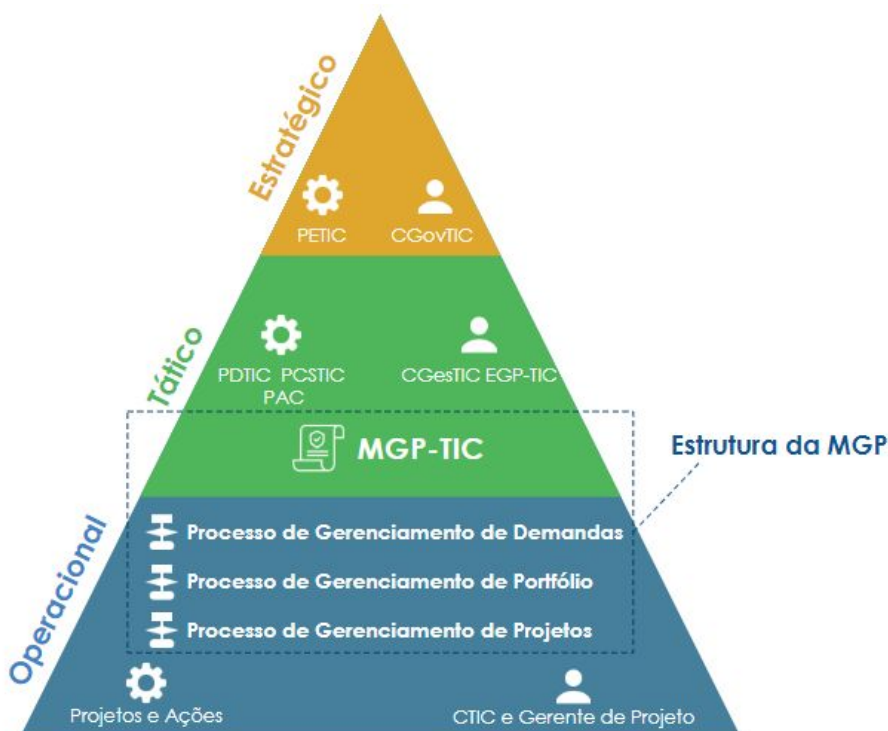 Estratégico
PETIC
CGovTIC
Tático
PDTIC PCSTIC
PAC
CGesTIC EGP-TIC
MGP-TIC
Estrutura da MGP
Operacional
Processo de Gerenciamento de Demandas
Processo de Gerenciamento de Portfólio
Processo de Gerenciamento de Projetos
Projetos e Ações
CTIC e Gerente de Projeto